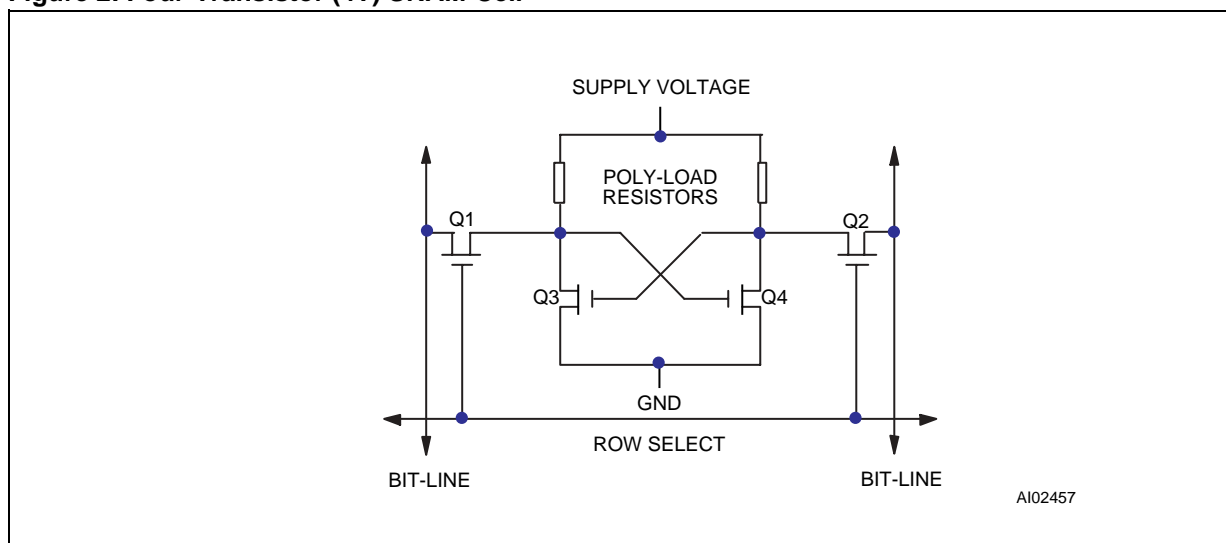 Figure 2. Four-Transistor (4T) SRAM Cell
SUPPLY VOLTAGE
POLY-LOAD
RESISTORS
Q1
Q2
Q3
Q4
GND
ROW SELECT
BIT-LINE
BIT-LINE
AI02457